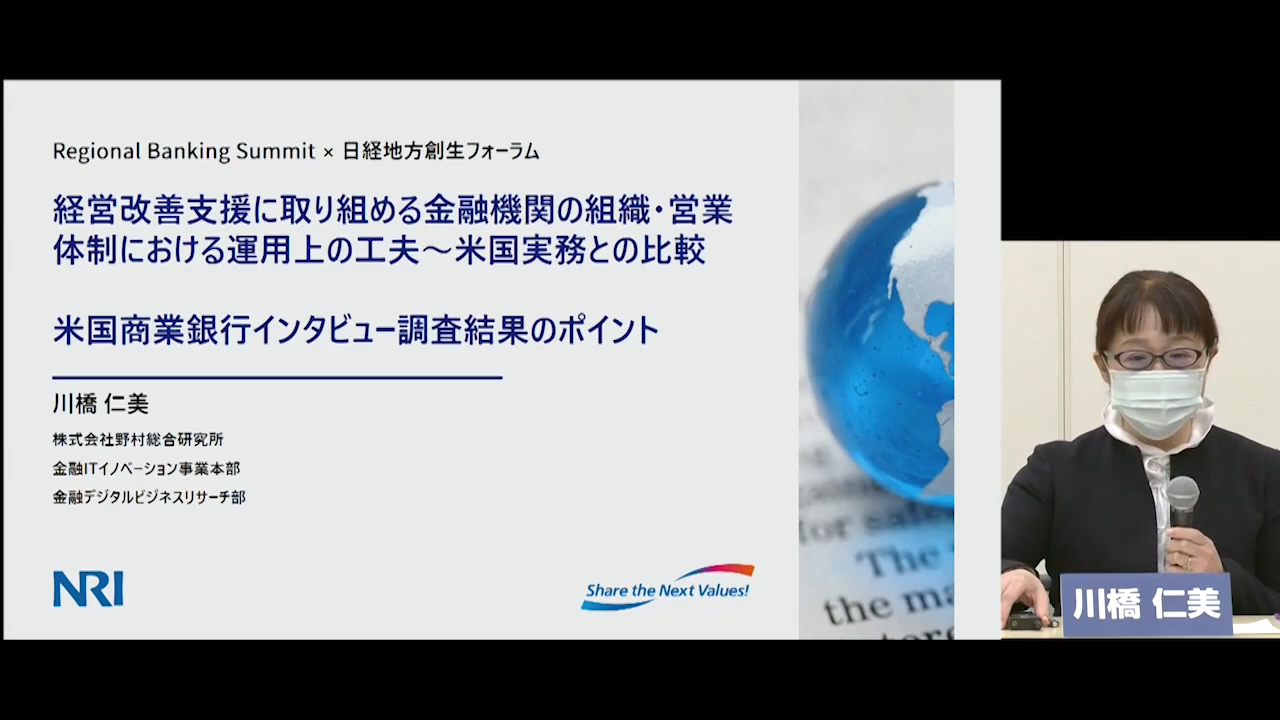 Regional Banking Summit × 日経地方創生フォーラム
経営改善支援に取り組める金融機関の組織・営業
体制における運用上の工夫～米国実務との比較
米国商業銀行インタビュー調査結果のポイント
川橋 仁美
株式会社野村総合研究所
金融ITイノベーション事業本部
金融デジタルビジネスリサーチ部
NRI
Share the Next Values!
for safe
The
the ma
川橋 仁美